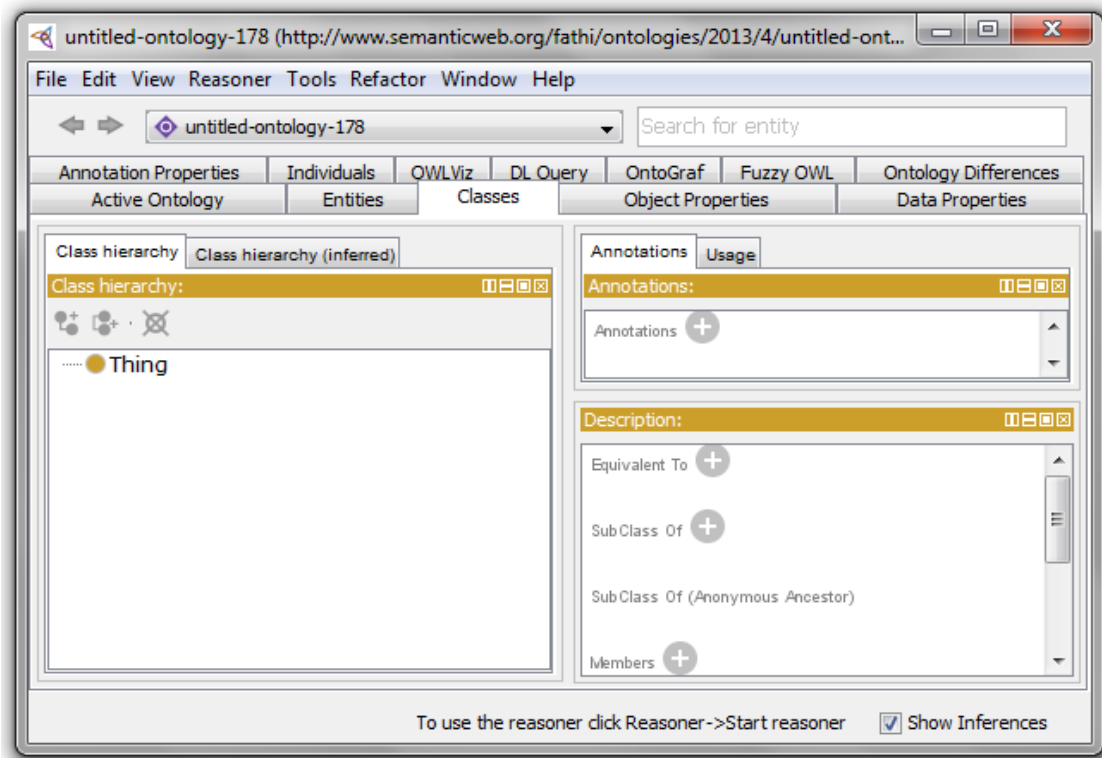 untitled-ontology-178 (http://www.semanticweb.org/fathi/ontologies/2013/4/untitled-ont...
File Edit View Reasoner Tools Refactor Window Help
untitled-ontology-178
Search for entity
Annotation Properties Individuals OWLViz DL Query OntoGraf Fuzzy OWL Ontology Differences
Active Ontology Entities Classes Object Properties Data Properties
Class hierarchy Class hierarchy (inferred)
Class hierarchy:
Thing
Annotations Usage
Annotations:
Annotations
Description:
Equivalent To
SubClass Of
SubClass Of (Anonymous Ancestor)
Members
To use the reasoner click Reasoner->Start reasoner Show Inferences